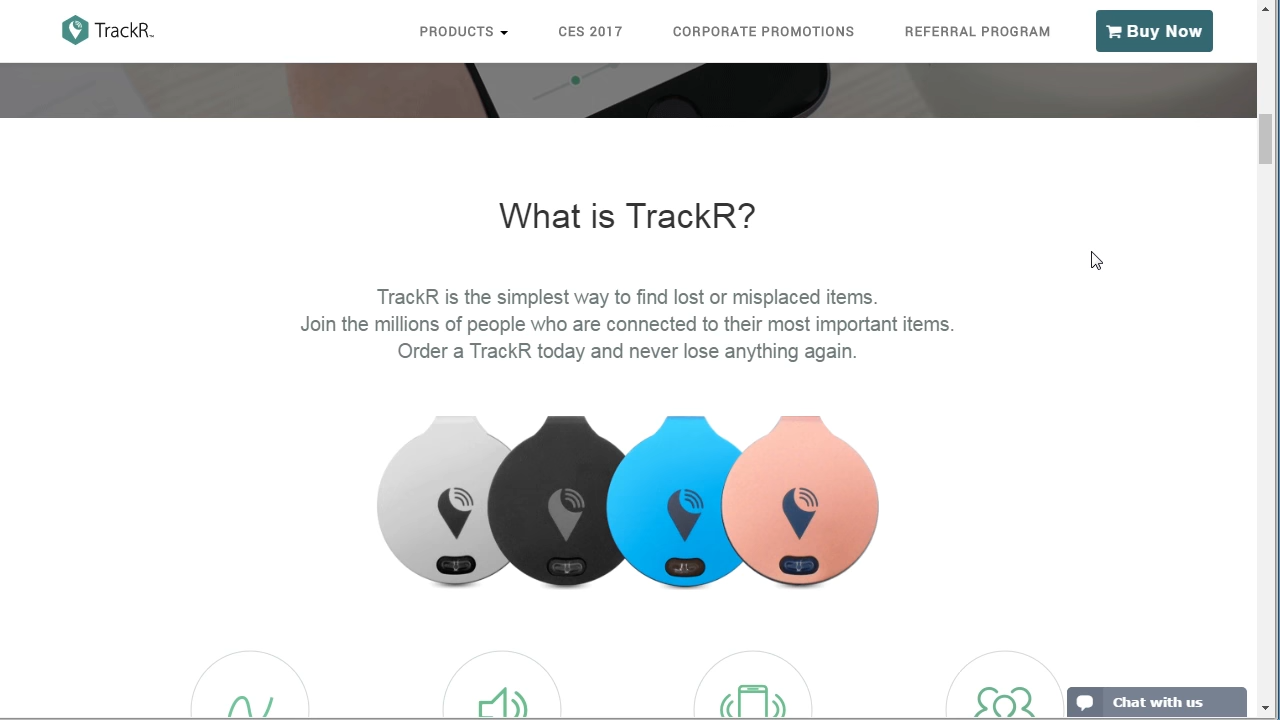 TrackR
PRODUCTS
CES 2017
CORPORATE PROMOTIONS
REFERRAL PROGRAM
Buy Now
What is TrackR?
TrackR is the simplest way to find lost or misplaced items.
Join the millions of people who are connected to their most important items.
Order a TrackR today and never lose anything again.
Chat with us